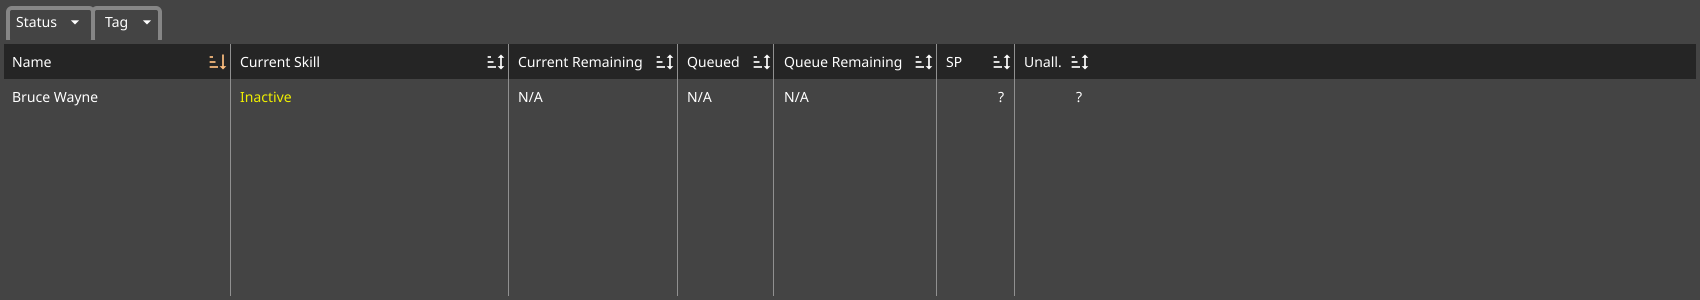 Status Tag
Name Current Skill Current Remaining Queued Queue Remaining SP Unall.
Bruce Wayne Inactive N/A N/A N/A ? ?